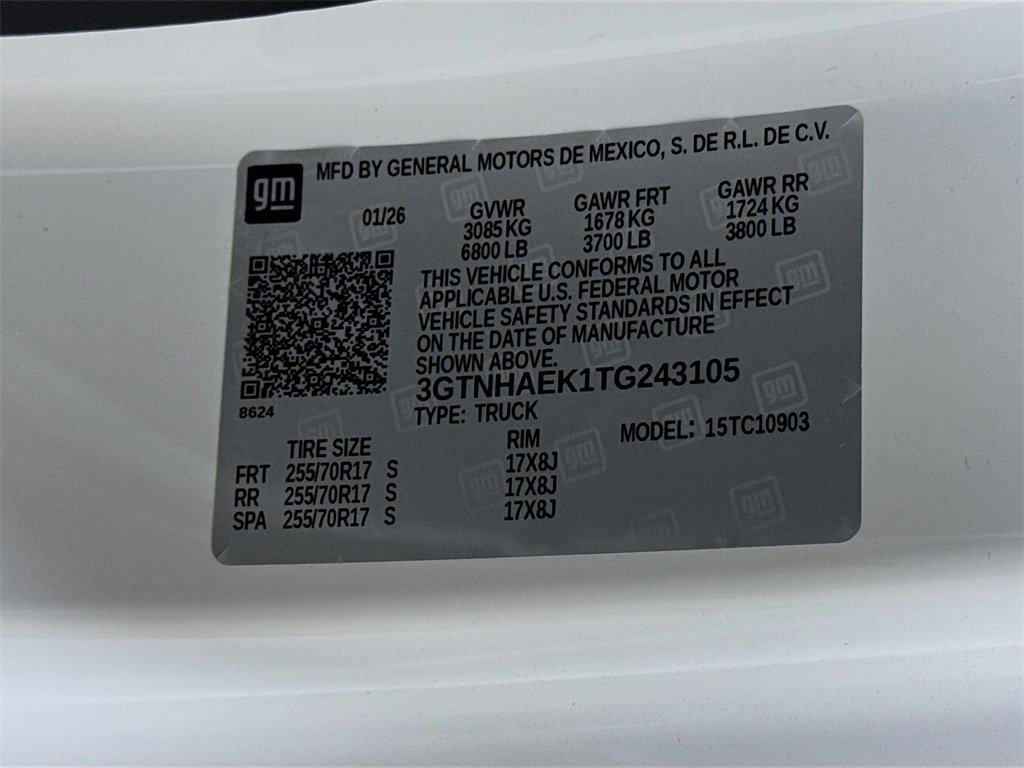 gm
MFD BY GENERAL MOTORS DE MEXICO, S. DE R.L. DE C.V.
01/26
GVWR GAWR FRT GAWR RR
3085 KG 1678 KG 1724 KG
6800 LB 3700 LB 3800 LB
THIS VEHICLE CONFORMS TO ALL
APPLICABLE U.S. FEDERAL MOTOR
VEHICLE SAFETY STANDARDS IN EFFECT
ON THE DATE OF MANUFACTURE
SHOWN ABOVE.
3GTNHAEK1TG243105
8624
TYPE: TRUCK
MODEL: 15TC10903
TIRE SIZE RIM
FRT 255/70R17 S 17X8J
RR 255/70R17 S 17X8J
SPA 255/70R17 S 17X8J